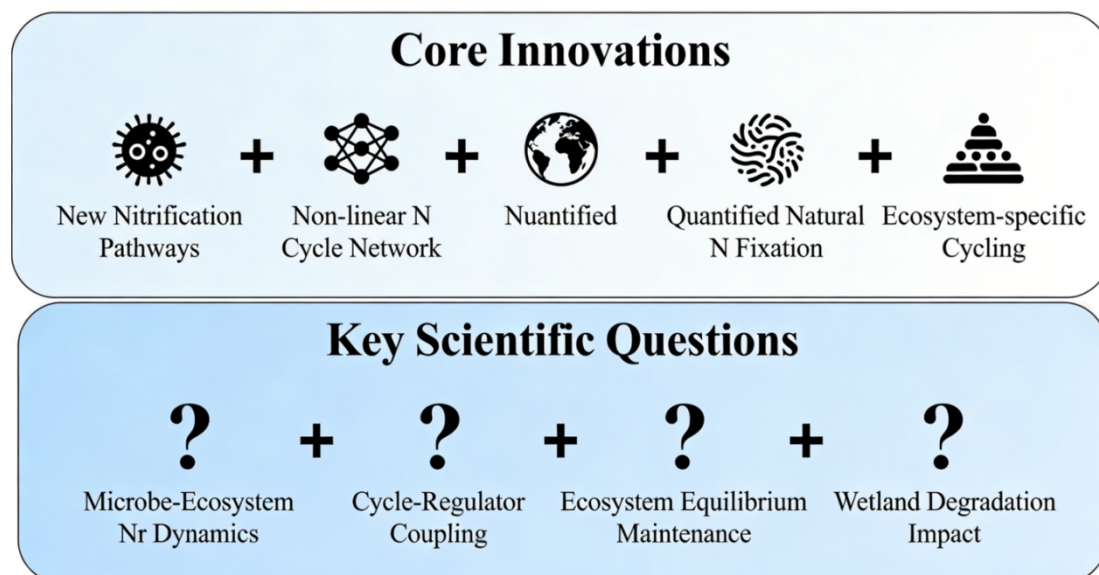 Core Innovations
+ + + +
New Nitrification Non-linear N Nuantified Quantified Natural Ecosystem-specific
Pathways Cycle Network N Fixation Cycling
Key Scientific Questions
? + ? + ? + ?
Microbe-Ecosystem Cycle-Regulator Ecosystem Equilibrium Wetland Degradation
Nr Dynamics Coupling Maintenance Impact